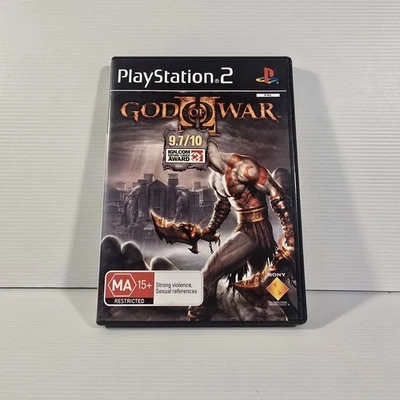 PlayStation®2
GOD OF WAR
II
9.7/10
IGN.COM
AWARD
MA 15+
RESTRICTED
Strong violence,
Sexual references
SONY
COMPUTER